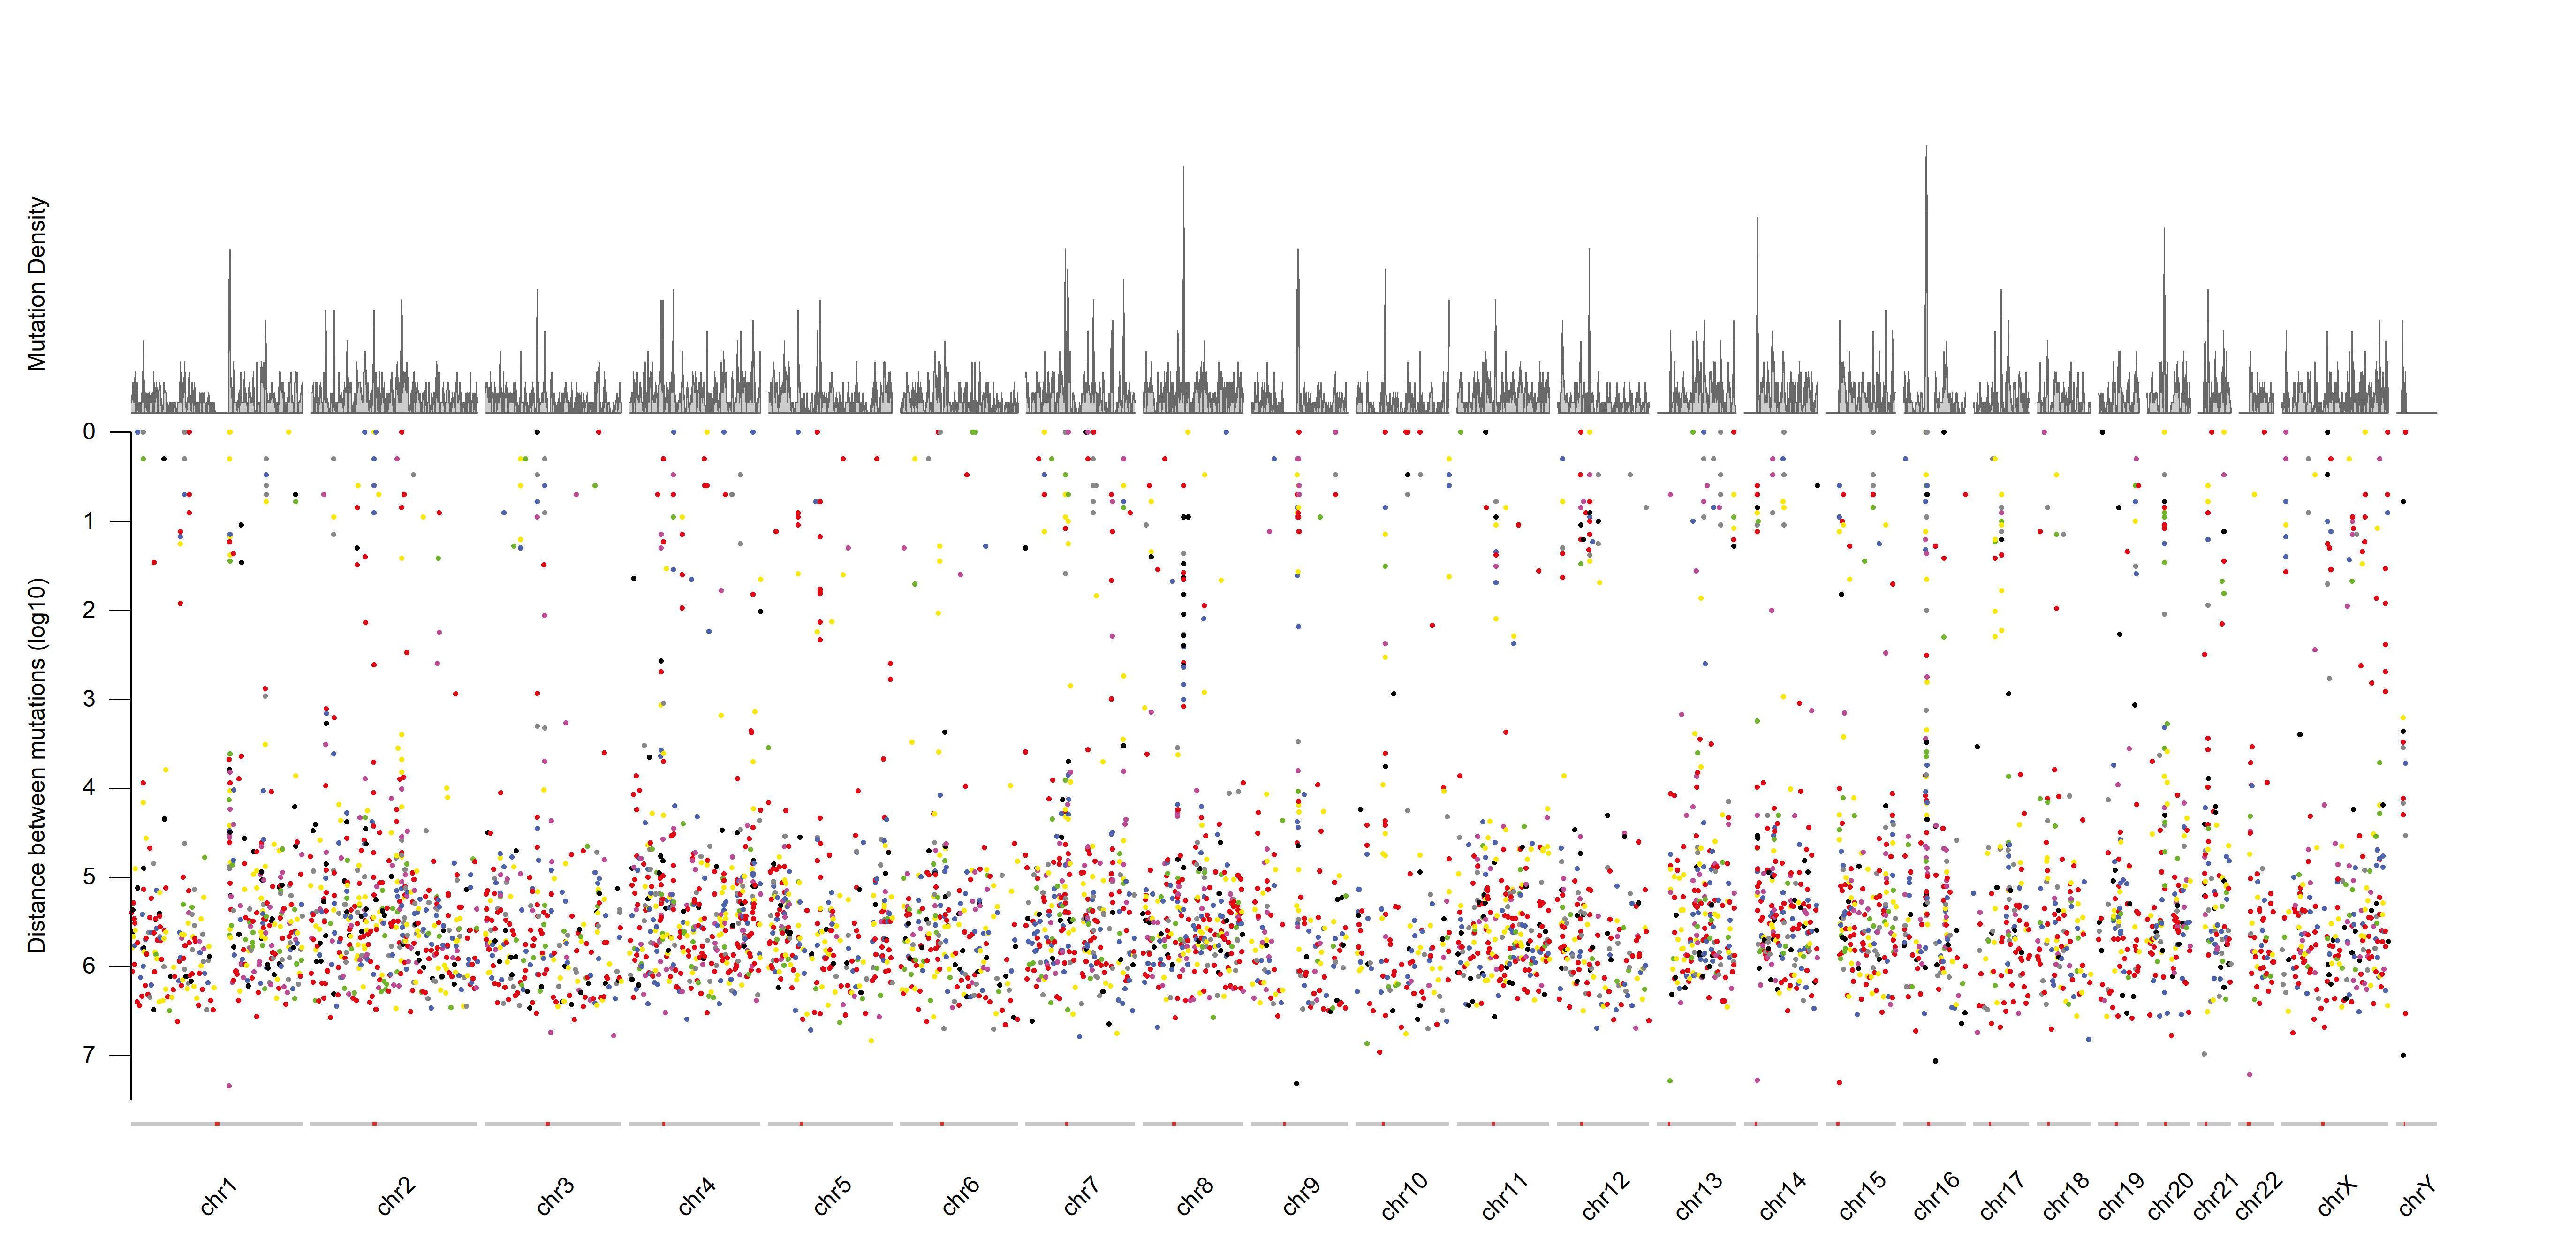 Mutation Density
Distance between mutations (log10)
0
1
2
3
4
5
6
7
chr1
chr2
chr3
chr4
chr5
chr6
chr7
chr8
chr9
chr10
chr11
chr12
chr13
chr14
chr15
chr16
chr17
chr18
chr19
chr20
chr21
chr22
chrX
chrY